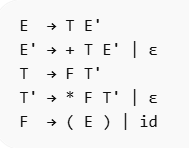 E → T E'
E' → + T E' | ε
T → F T'
T' → * F T' | ε
F → ( E ) | id